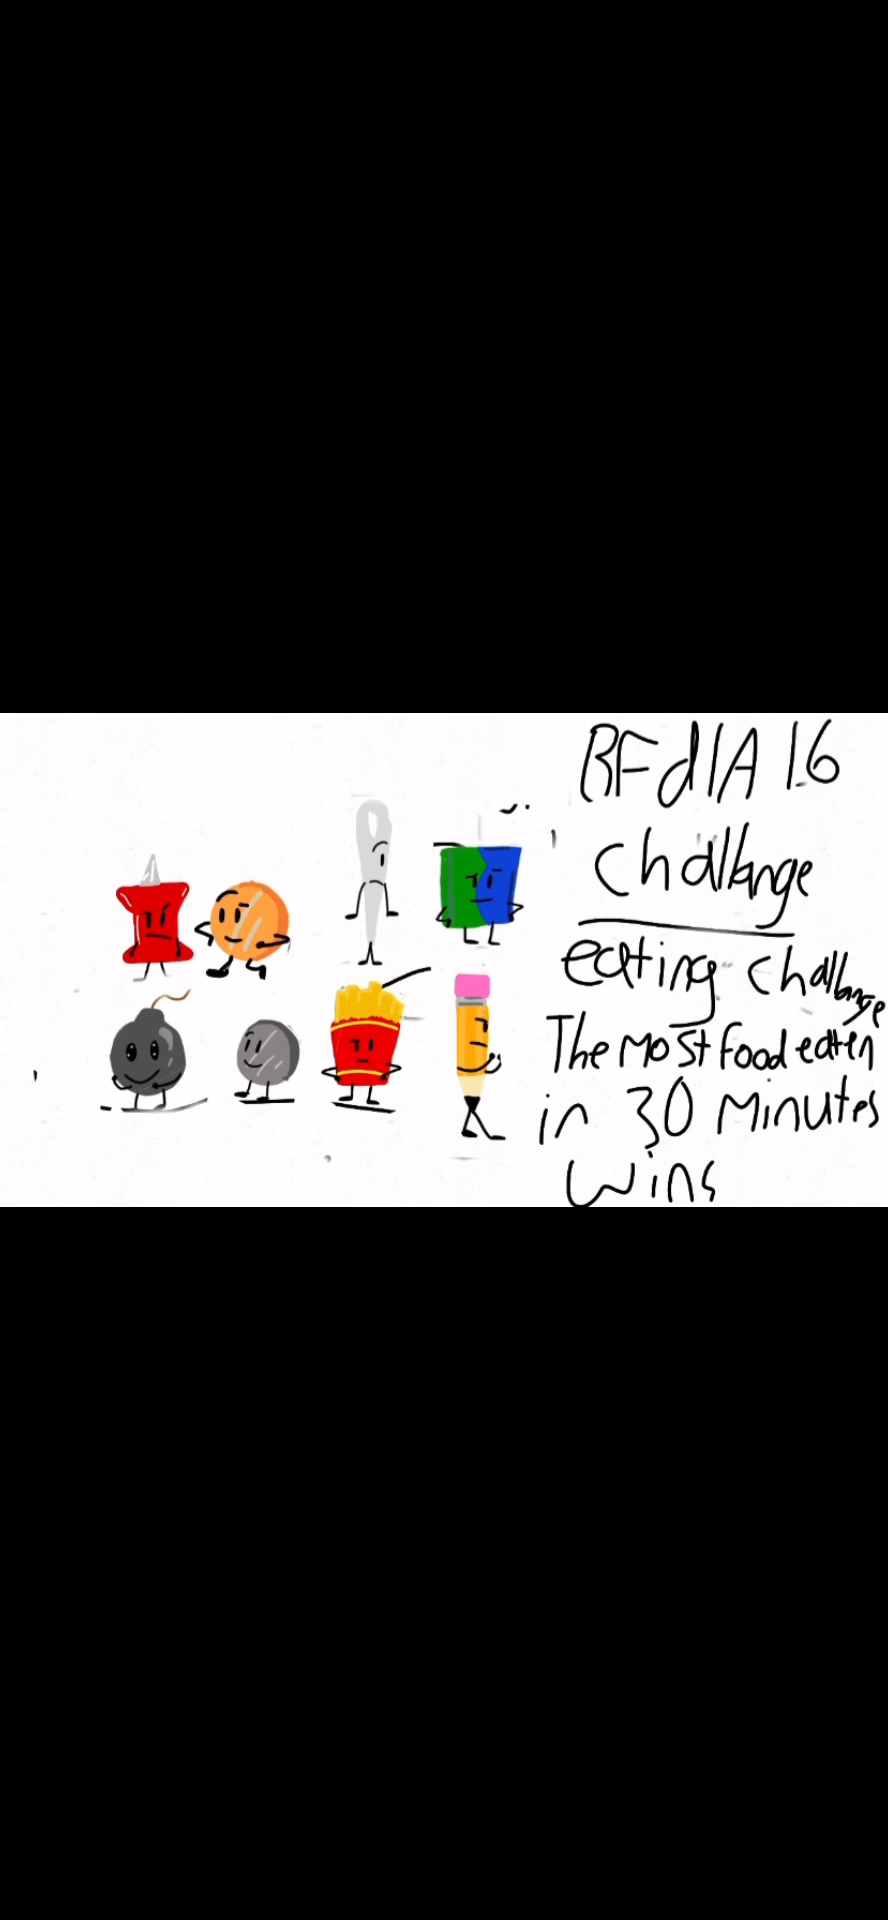 BFdIA 16
challange
eating challange
The most food eaten
in 30 minutes
wins